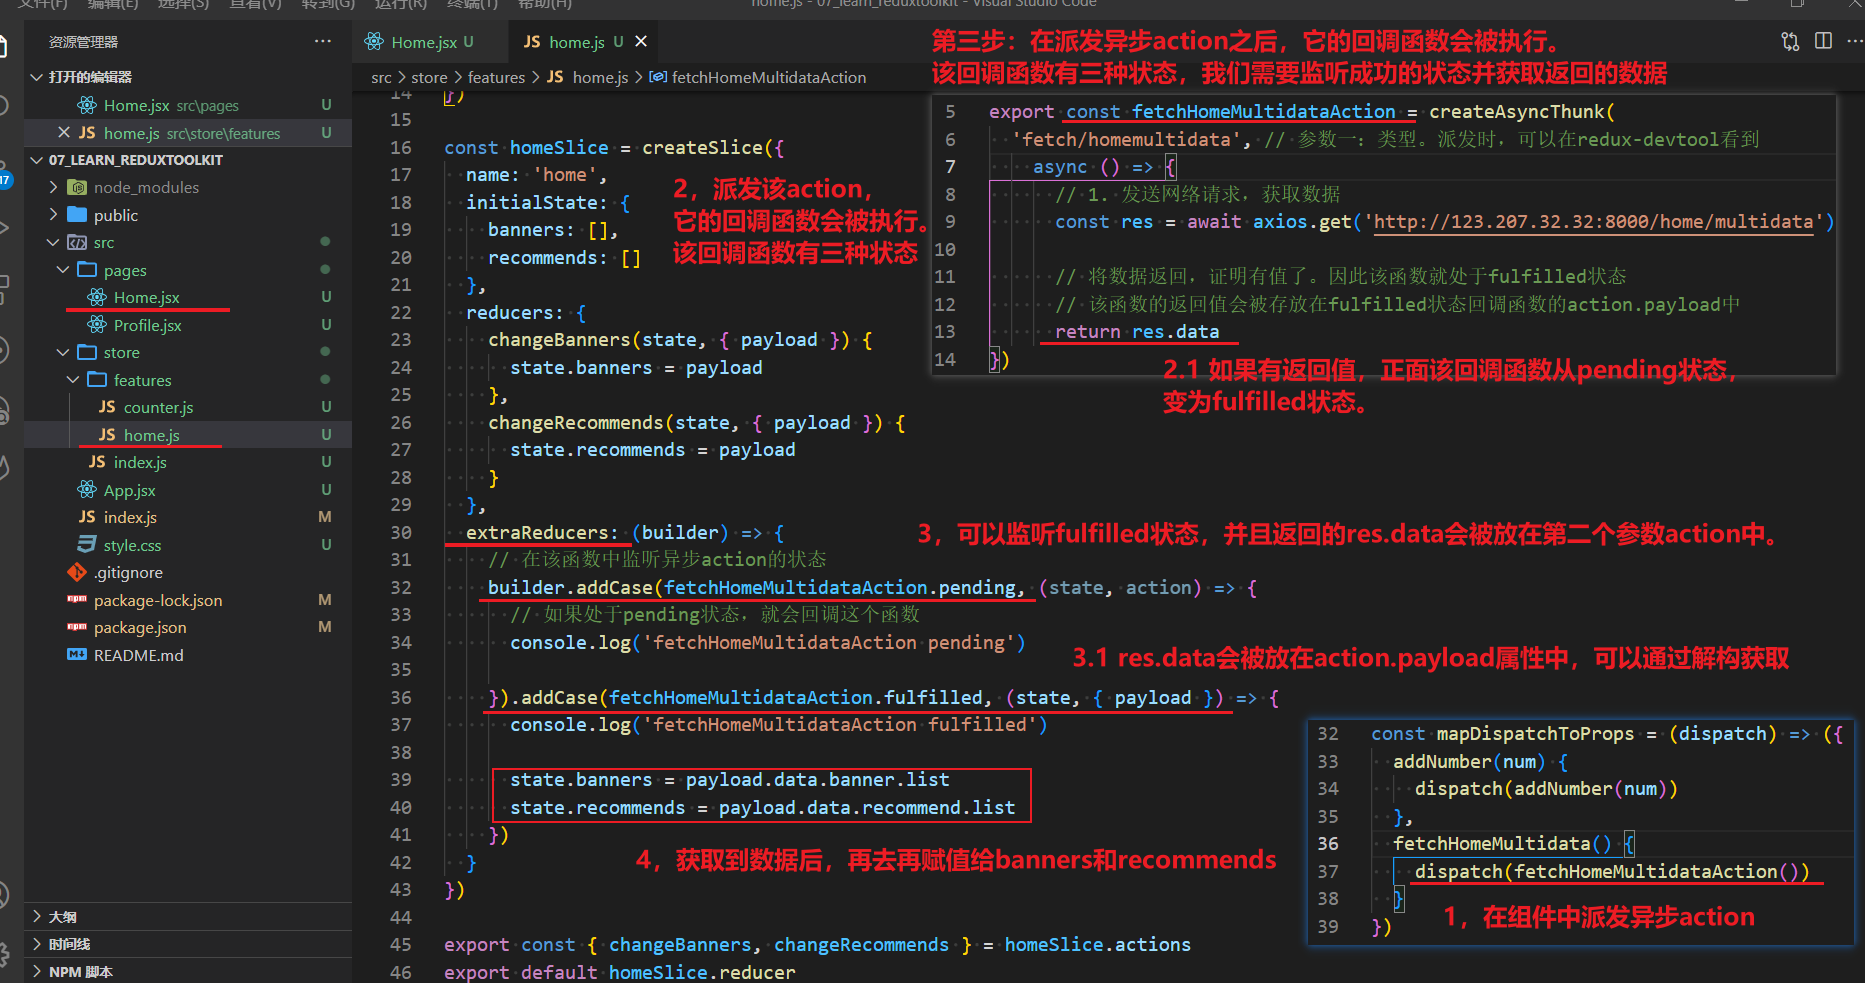 文件(F) 编辑(E) 选择(S) 查看(V) 转到(G) 运行(R) 终端(T) 帮助(H)
home.js - 07_learn_reduxtoolkit - Visual Studio Code
资源管理器 ···
打开的编辑器
Home.jsx src\pages U
JS home.js src\store\features U
07_LEARN_REDUXTOOLKIT
node_modules
public
src
pages
Home.jsx U
Profile.jsx U
store
features
JS counter.js U
JS home.js U
JS index.js U
App.jsx U
JS index.js M
style.css U
.gitignore
package-lock.json M
package.json M
README.md
大纲
时间线
NPM 脚本
17
Home.jsx U
JS home.js U
src > store > features > JS home.js > fetchHomeMultidataAction
第三步：在派发异步action之后，它的回调函数会被执行。
该回调函数有三种状态，我们需要监听成功的状态并获取返回的数据
5 export const fetchHomeMultidataAction = createAsyncThunk(
6 'fetch/homemultidata', // 参数一：类型。派发时，可以在redux-devtool看到
7 async () => {
8 // 1. 发送网络请求，获取数据
9 const res = await axios.get('http://123.207.32.32:8000/home/multidata')
10
11 // 将数据返回，证明有值了。因此该函数就处于fulfilled状态
12 // 该函数的返回值会被存放在fulfilled状态回调函数的action.payload中
13 return res.data
14 })
2.1 如果有返回值，正面该回调函数从pending状态，
变为fulfilled状态。
14 })
15
16 const homeSlice = createSlice({
17 name: 'home',
18 initialState: {
19 banners: [],
20 recommends: []
21 },
22 reducers: {
23 changeBanners(state, { payload }) {
24 state.banners = payload
25 },
26 changeRecommends(state, { payload }) {
27 state.recommends = payload
28 }
29 },
30 extraReducers: (builder) => {
31 // 在该函数中监听异步action的状态
32 builder.addCase(fetchHomeMultidataAction.pending, (state, action) => {
33 // 如果处于pending状态，就会回调这个函数
34 console.log('fetchHomeMultidataAction pending')
35
36 }).addCase(fetchHomeMultidataAction.fulfilled, (state, { payload }) => {
37 console.log('fetchHomeMultidataAction fulfilled')
38
39 state.banners = payload.data.banner.list
40 state.recommends = payload.data.recommend.list
41 })
42 }
43 })
44
45 export const { changeBanners, changeRecommends } = homeSlice.actions
46 export default homeSlice.reducer
2，派发该action，
它的回调函数会被执行。
该回调函数有三种状态
3，可以监听fulfilled状态，并且返回的res.data会被放在第二个参数action中。
3.1 res.data会被放在action.payload属性中，可以通过解构获取
4，获取到数据后，再去再赋值给banners和recommends
32 const mapDispatchToProps = (dispatch) => ({
33 addNumber(num) {
34 dispatch(addNumber(num))
35 },
36 fetchHomeMultidata() {
37 dispatch(fetchHomeMultidataAction())
38 }
39 })
1，在组件中派发异步action